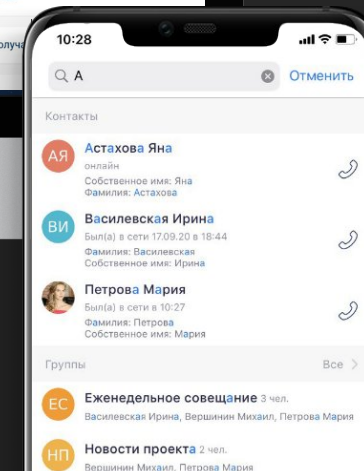 олуча
10:28
А
Отменить
Контакты
АЯ
Астахова Яна
онлайн
Собственное имя: Яна
Фамилия: Астахова
ВИ
Василевская Ирина
Был(а) в сети 17.09.20 в 18:44
Фамилия: Василевская
Собственное имя: Ирина
Петрова Мария
Был(а) в сети в 10:27
Фамилия: Петрова
Собственное имя: Мария
Группы
Все >
ЕС
Еженедельное совещание 3 чел.
Василевская Ирина, Вершинин Михаил, Петрова Мария
НП
Новости проекта 2 чел.
Вершинин Михаил, Петрова Мария